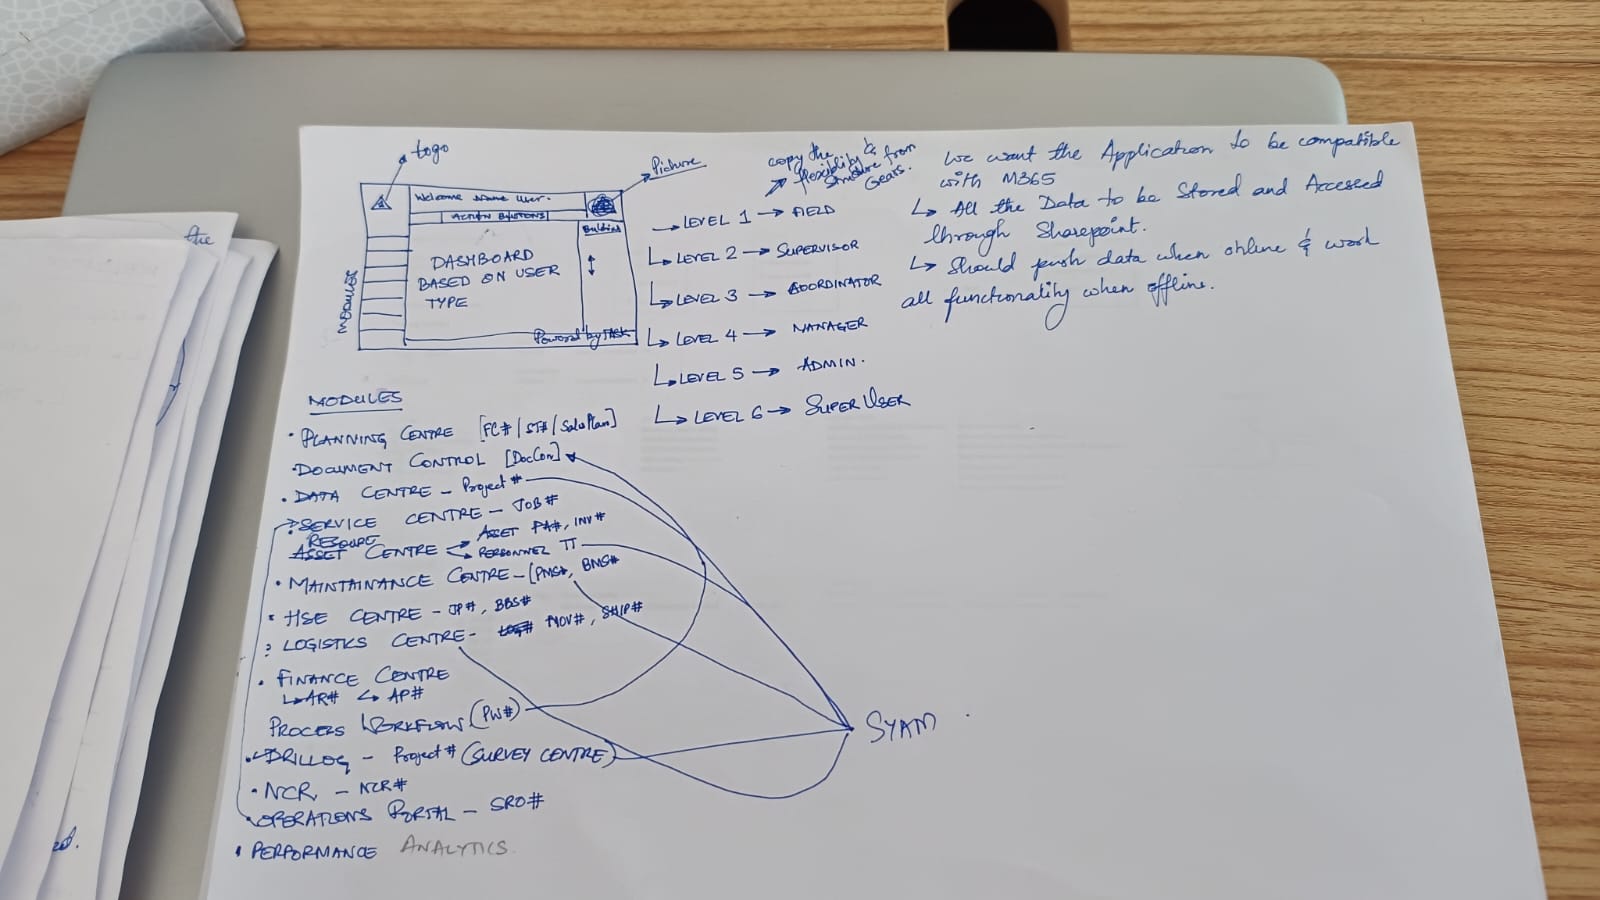 logo
Picture
Welcome Name User.
ACTION BUTTONS
Bulletin
DASHBOARD
BASED ON USER
TYPE
MODULES
Powered by
copy the
flexibility &
structure from
Gears.
LEVEL 1 → FIELD
LEVEL 2 → SUPERVISOR
LEVEL 3 → COORDINATOR
LEVEL 4 → MANAGER
LEVEL 5 → ADMIN.
LEVEL 6 → SUPER USER
We want the Application to be compatible
with M365
↳ All the Data to be Stored and Accessed
through Sharepoint.
↳ Should push data when online & work
all functionality when offline.
MODULES
• PLANNING CENTRE [FC# / ST# / SalesPlan]
• DOCUMENT CONTROL [DocCon]
• DATA CENTRE - Project #
• SERVICE CENTRE - JOB #
RESOURE
ASSET CENTRE → ASSET PA#, INV #
→ PERSONNEL TT
• MAINTAINANCE CENTRE - [PMS#, BMS#
• HSE CENTRE - JP#, BBS#
• LOGISTICS CENTRE - MOV#, SHIP#
• FINANCE CENTRE
↳ AR# ↳ AP#
PROCESS WORKFLOW (PW#)
• DRILLOG - Project # (SURVEY CENTRE)
• NCR - NCR#
• OPERATIONS PORTAL - SRO#
• PERFORMANCE ANALYTICS.
SYAM
the